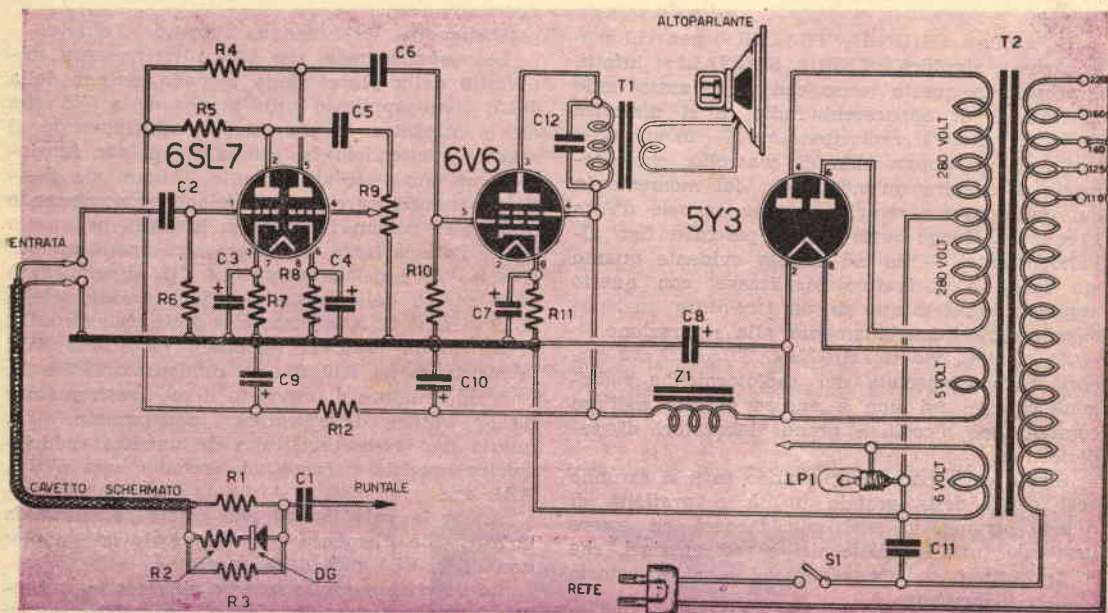 ALTOPARLANTE
T2
R4
C6
T1
C5
R5
C12
280 VOLT
220
160
140
125
110
6SL7
6V6
5Y3
C2
R9
ENTRATA
C3
R8
C4
R10
280 VOLT
R6
R7
C7
R11
C8
C9
C10
Z1
5 VOLT
R12
LP1
6 VOLT
CAVETTO SCHERMATO
R1
C1
PUNTALE
C11
R2
DG
S1
R3
RETE